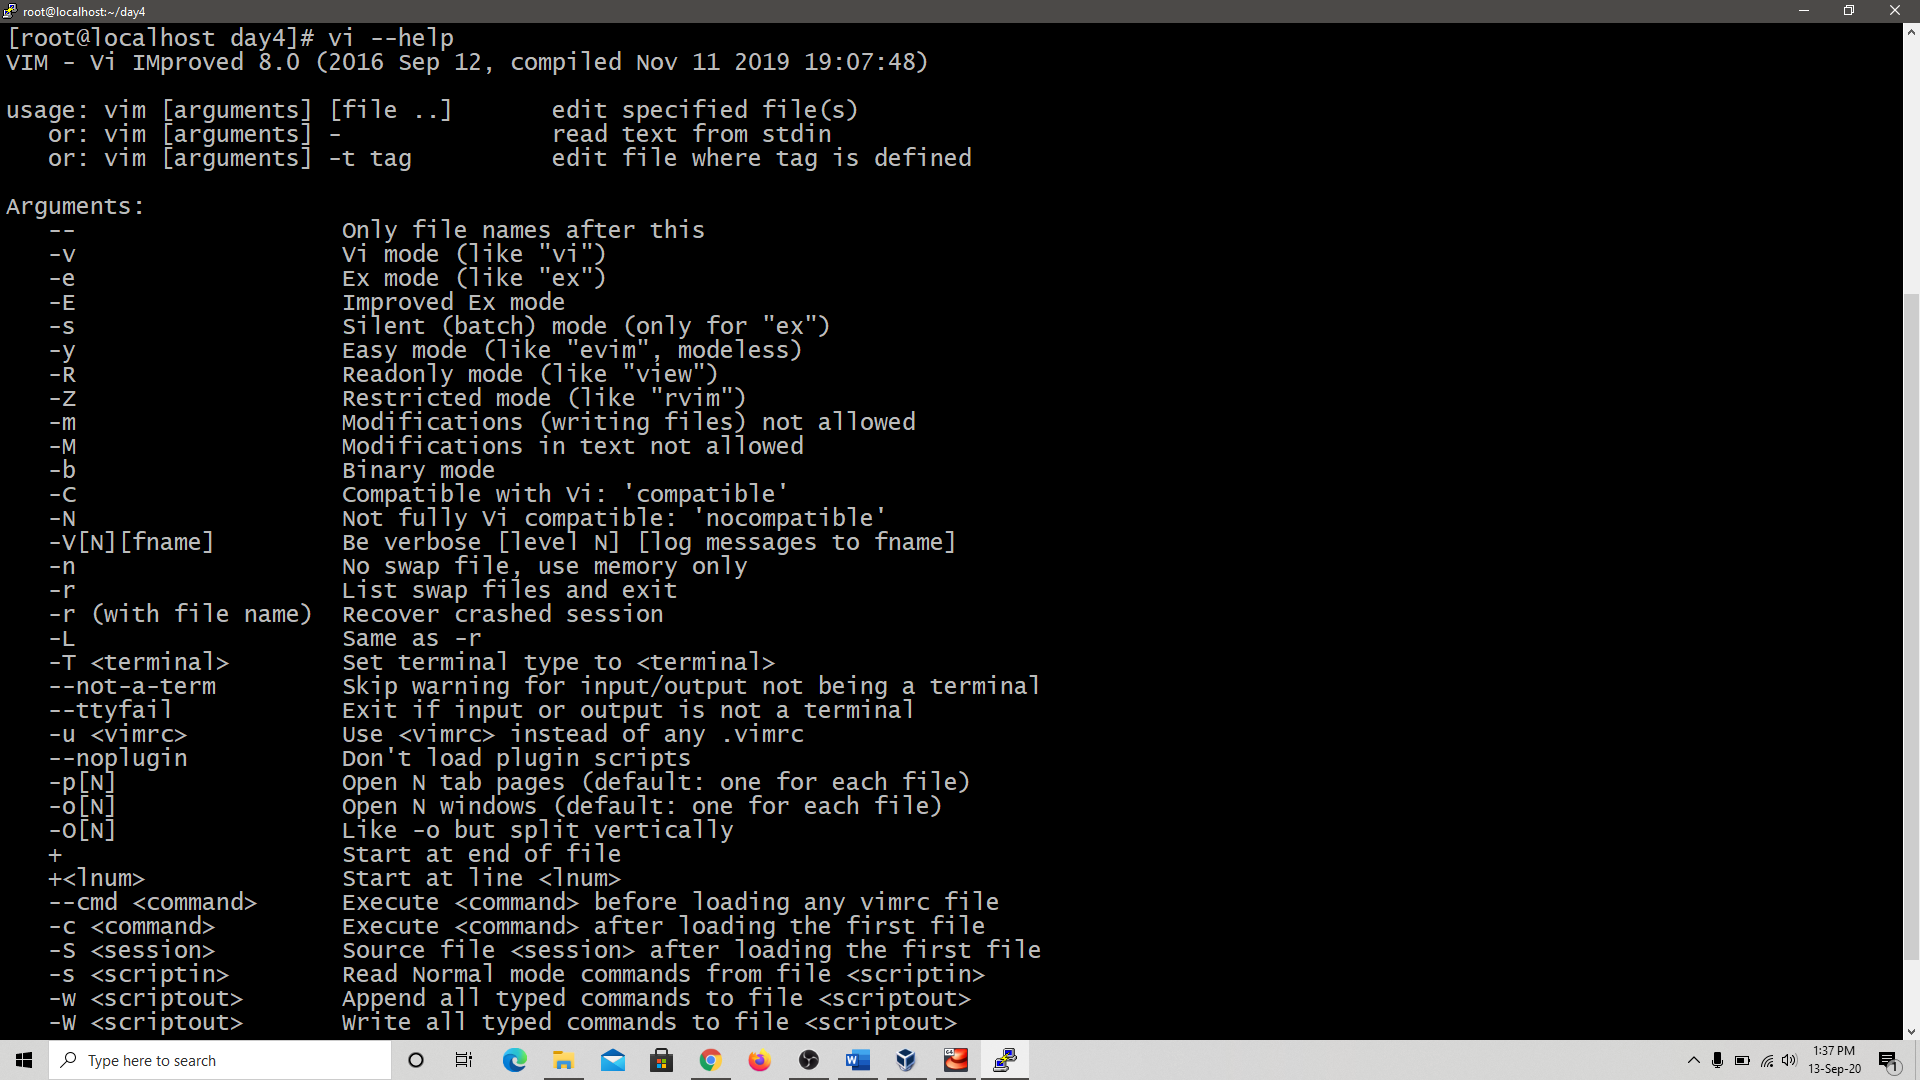 root@localhost:~/day4
[root@localhost day4]# vi --help
VIM - Vi IMproved 8.0 (2016 Sep 12, compiled Nov 11 2019 19:07:48)
usage: vim [arguments] [file ..]       edit specified file(s)
   or: vim [arguments] -               read text from stdin
   or: vim [arguments] -t tag          edit file where tag is defined
Arguments:
   --                   Only file names after this
   -v                   Vi mode (like "vi")
   -e                   Ex mode (like "ex")
   -E                   Improved Ex mode
   -s                   Silent (batch) mode (only for "ex")
   -y                   Easy mode (like "evim", modeless)
   -R                   Readonly mode (like "view")
   -Z                   Restricted mode (like "rvim")
   -m                   Modifications (writing files) not allowed
   -M                   Modifications in text not allowed
   -b                   Binary mode
   -C                   Compatible with Vi: 'compatible'
   -N                   Not fully Vi compatible: 'nocompatible'
   -V[N][fname]         Be verbose [level N] [log messages to fname]
   -n                   No swap file, use memory only
   -r                   List swap files and exit
   -r (with file name)  Recover crashed session
   -L                   Same as -r
   -T <terminal>        Set terminal type to <terminal>
   --not-a-term         Skip warning for input/output not being a terminal
   --ttyfail            Exit if input or output is not a terminal
   -u <vimrc>           Use <vimrc> instead of any .vimrc
   --noplugin           Don't load plugin scripts
   -p[N]                Open N tab pages (default: one for each file)
   -o[N]                Open N windows (default: one for each file)
   -O[N]                Like -o but split vertically
   +                    Start at end of file
   +<lnum>              Start at line <lnum>
   --cmd <command>      Execute <command> before loading any vimrc file
   -c <command>         Execute <command> after loading the first file
   -S <session>         Source file <session> after loading the first file
   -s <scriptin>        Read Normal mode commands from file <scriptin>
   -w <scriptout>       Append all typed commands to file <scriptout>
   -W <scriptout>       Write all typed commands to file <scriptout>
Type here to search
1:37 PM
13-Sep-20
1